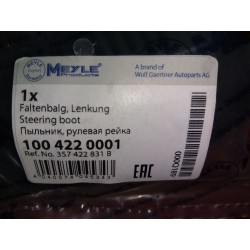 MEYLE
Products
A brand of
Wulf Gaertner Autoparts AG
1x
Faltenbalg, Lenkung
Steering boot
Пыльник, рулевая рейка
100 422 0001
Ref. No. 357 422 831 B
EAC